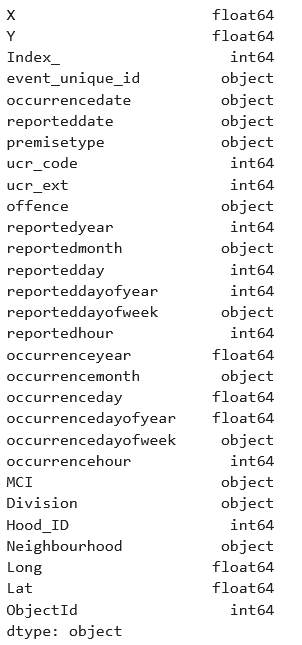 X float64
Y float64
Index_ int64
event_unique_id object
occurrencedate object
reporteddate object
premisetype object
ucr_code int64
ucr_ext int64
offence object
reportedyear int64
reportedmonth object
reportedday int64
reporteddayofyear int64
reporteddayofweek object
reportedhour int64
occurrenceyear float64
occurrencemonth object
occurrenceday float64
occurrencedayofyear float64
occurrencedayofweek object
occurrencehour int64
MCI object
Division object
Hood_ID int64
Neighbourhood object
Long float64
Lat float64
ObjectId int64
dtype: object